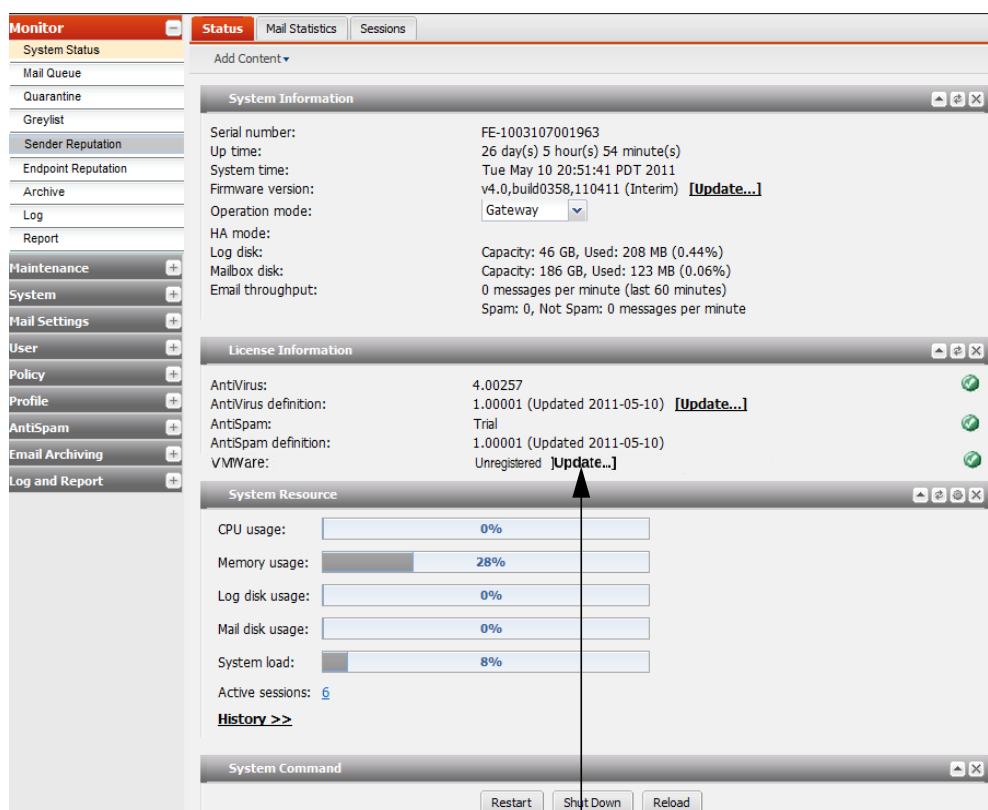 Monitor
System Status
Mail Queue
Quarantine
Greylist
Sender Reputation
Endpoint Reputation
Archive
Log
Report
Maintenance
System
Mail Settings
User
Policy
Profile
AntiSpam
Email Archiving
Log and Report
Status Mail Statistics Sessions
Add Content
System Information
Serial number: FE-1003107001963
Up time: 26 day(s) 5 hour(s) 54 minute(s)
System time: Tue May 10 20:51:41 PDT 2011
Firmware version: v4.0,build0358,110411 (Interim) [Update...]
Operation mode: Gateway
HA mode:
Log disk: Capacity: 46 GB, Used: 208 MB (0.44%)
Mailbox disk: Capacity: 186 GB, Used: 123 MB (0.06%)
Email throughput: 0 messages per minute (last 60 minutes)
Spam: 0, Not Spam: 0 messages per minute
License Information
AntiVirus: 4.00257
AntiVirus definition: 1.00001 (Updated 2011-05-10) [Update...]
AntiSpam: Trial
AntiSpam definition: 1.00001 (Updated 2011-05-10)
VMWare: Unregistered ]Update...]
System Resource
CPU usage: 0%
Memory usage: 28%
Log disk usage: 0%
Mail disk usage: 0%
System load: 8%
Active sessions: 6
History >>
System Command
Restart Shut Down Reload